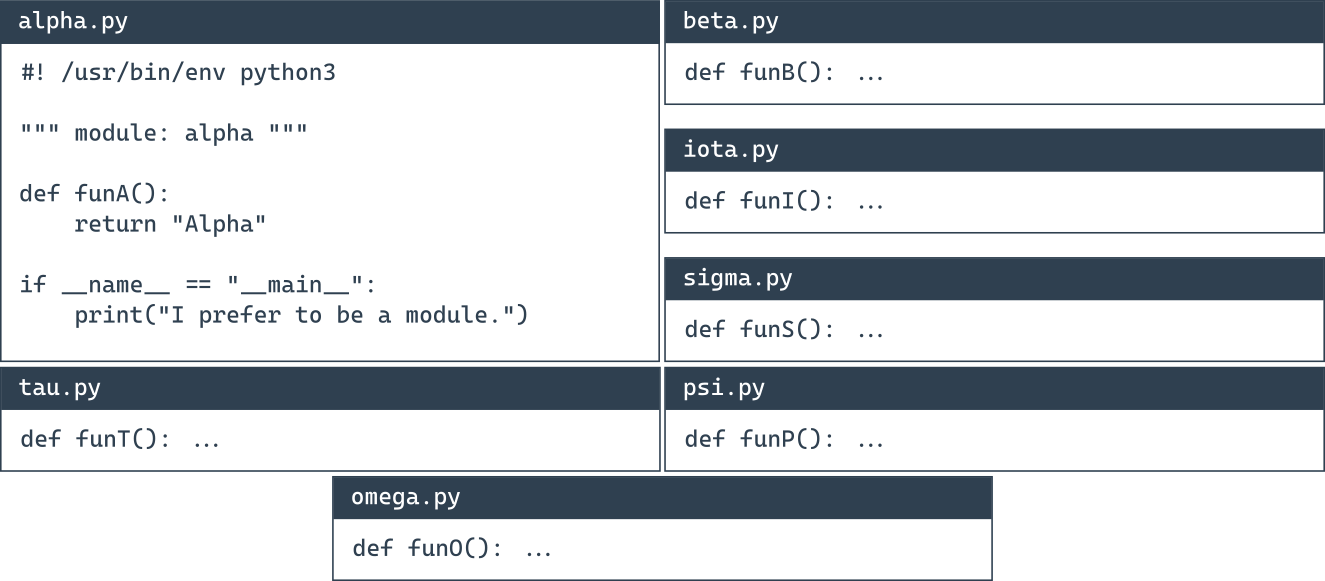 alpha.py
#! /usr/bin/env python3
""" module: alpha """
def funA():
    return "Alpha"
if __name__ == "__main__":
    print("I prefer to be a module.")
beta.py
def funB(): ...
iota.py
def funI(): ...
sigma.py
def funS(): ...
tau.py
def funT(): ...
psi.py
def funP(): ...
omega.py
def funO(): ...